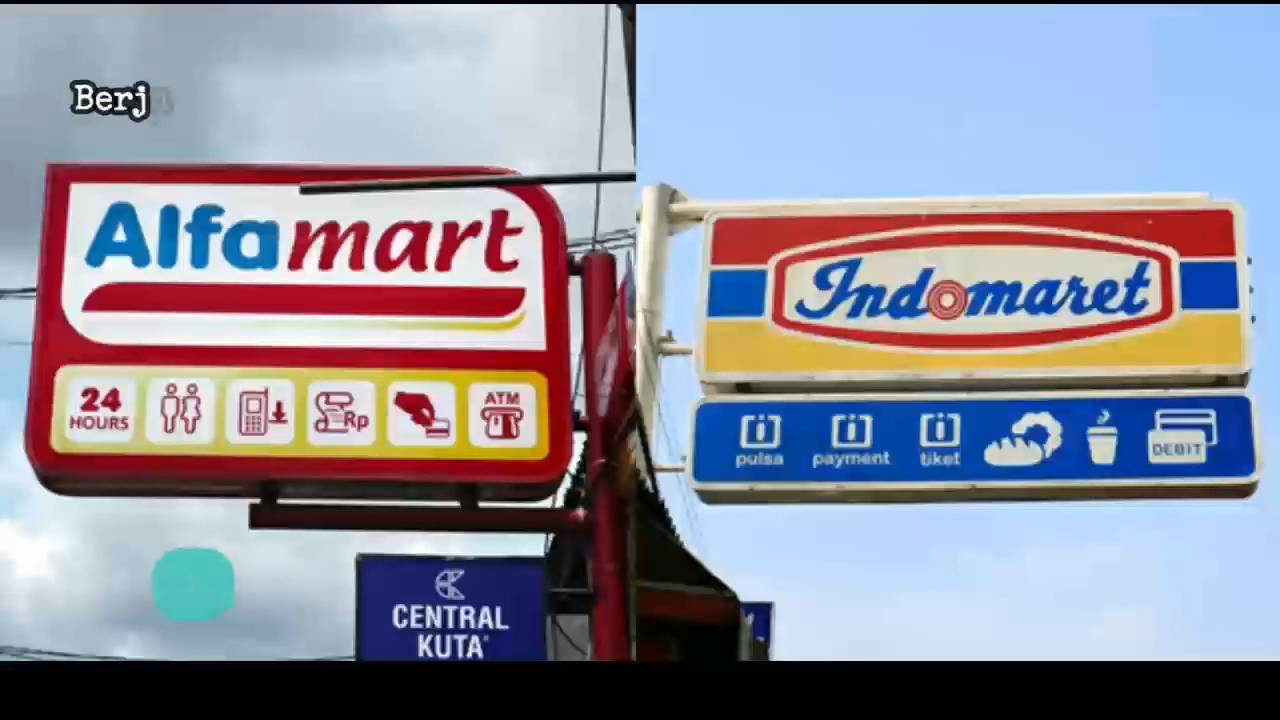 Berj
Alfamart
24
HOURS
Rp
ATM
CENTRAL
KUTA
Indomaret
pulsa
payment
tiket
DEBIT